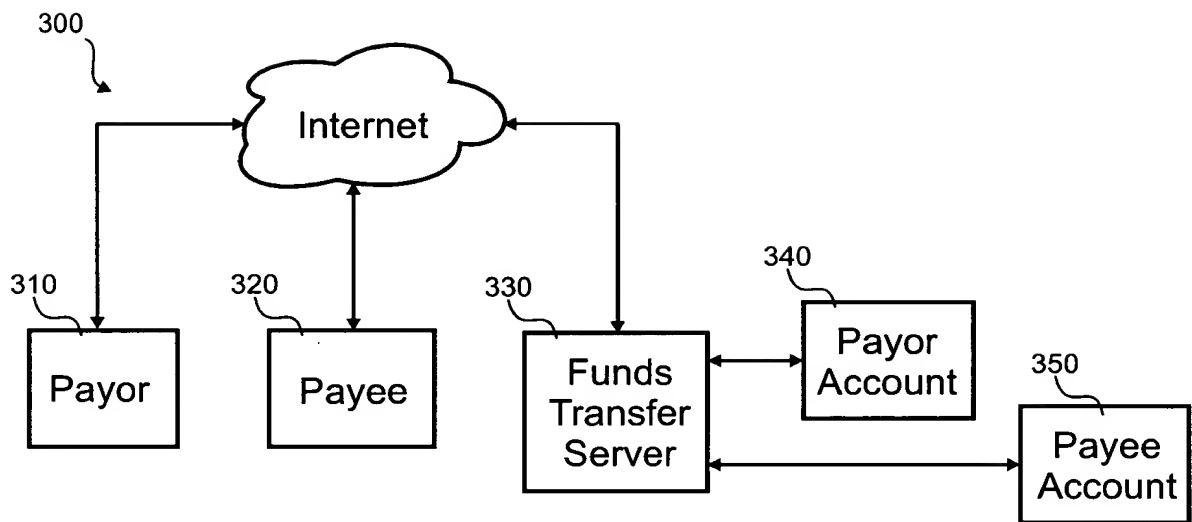 300
Internet
310
Payor
320
Payee
330
Funds
Transfer
Server
340
Payor
Account
350
Payee
Account